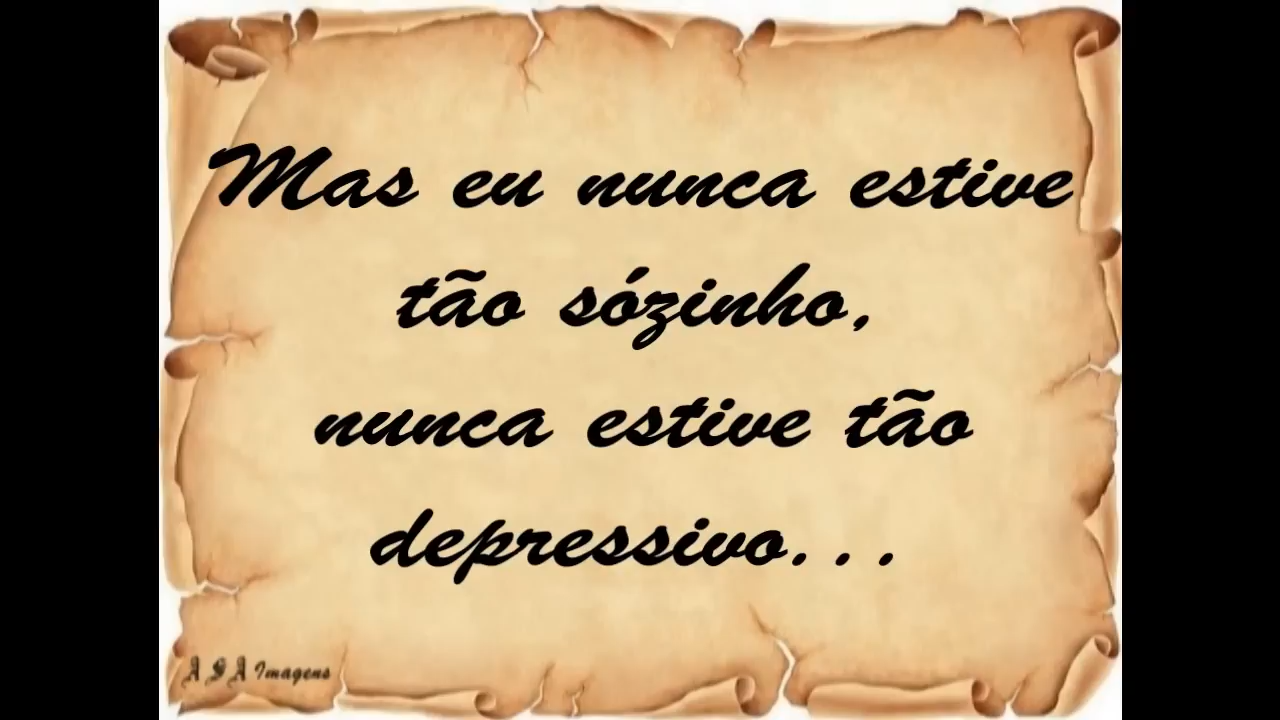 Mas eu nunca estive
tão sózinho,
nunca estive tão
depressivo...
A S A Imagens